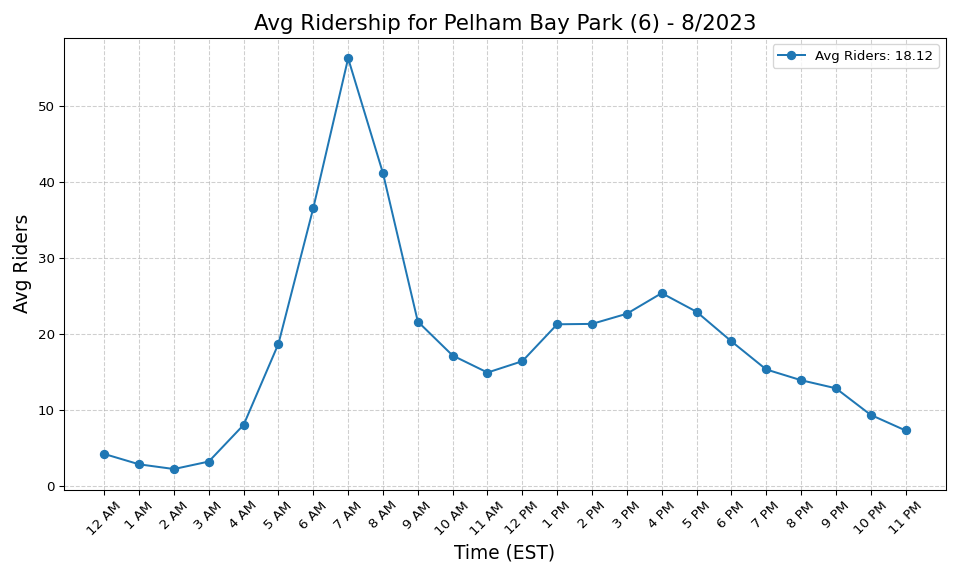 Avg Ridership for Pelham Bay Park (6) - 8/2023
Avg Riders: 18.12
Avg Riders
50
40
30
20
10
0
12 AM 1 AM 2 AM 3 AM 4 AM 5 AM 6 AM 7 AM 8 AM 9 AM 10 AM 11 AM 12 PM 1 PM 2 PM 3 PM 4 PM 5 PM 6 PM 7 PM 8 PM 9 PM 10 PM 11 PM
Time (EST)